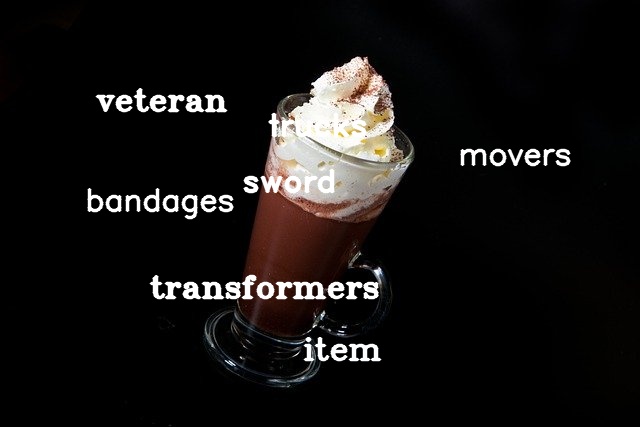 veteran
trucks
movers
sword
bandages
transformers
item